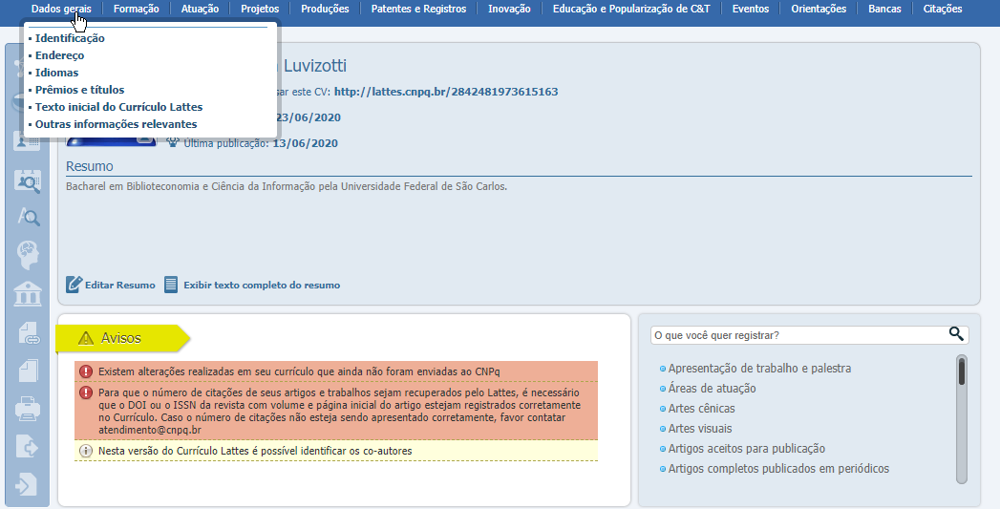 Dados gerais Formação Atuação Projetos Produções Patentes e Registros Inovação Educação e Popularização de C&T Eventos Orientações Bancas Citações
Identificação
Endereço
Idiomas
Prêmios e títulos
Texto inicial do Currículo Lattes
Outras informações relevantes
Luvizotti
sar este CV: http://lattes.cnpq.br/2842481973615163
23/06/2020
Última publicação: 13/06/2020
Resumo
Bacharel em Biblioteconomia e Ciência da Informação pela Universidade Federal de São Carlos.
Editar Resumo Exibir texto completo do resumo
Avisos
Existem alterações realizadas em seu currículo que ainda não foram enviadas ao CNPq
Para que o número de citações de seus artigos e trabalhos sejam recuperados pelo Lattes, é necessário
que o DOI ou o ISSN da revista com volume e página inicial do artigo estejam registrados corretamente
no Currículo. Caso o número de citações não esteja sendo apresentado corretamente, favor contatar
atendimento@cnpq.br
Nesta versão do Currículo Lattes é possível identificar os co-autores
O que você quer registrar?
Apresentação de trabalho e palestra
Áreas de atuação
Artes cênicas
Artes visuais
Artigos aceitos para publicação
Artigos completos publicados em periódicos